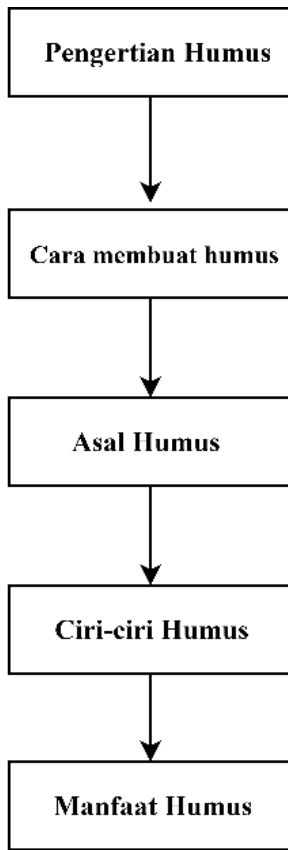 Pengertian Humus
Cara membuat humus
Asal Humus
Ciri-ciri Humus
Manfaat Humus